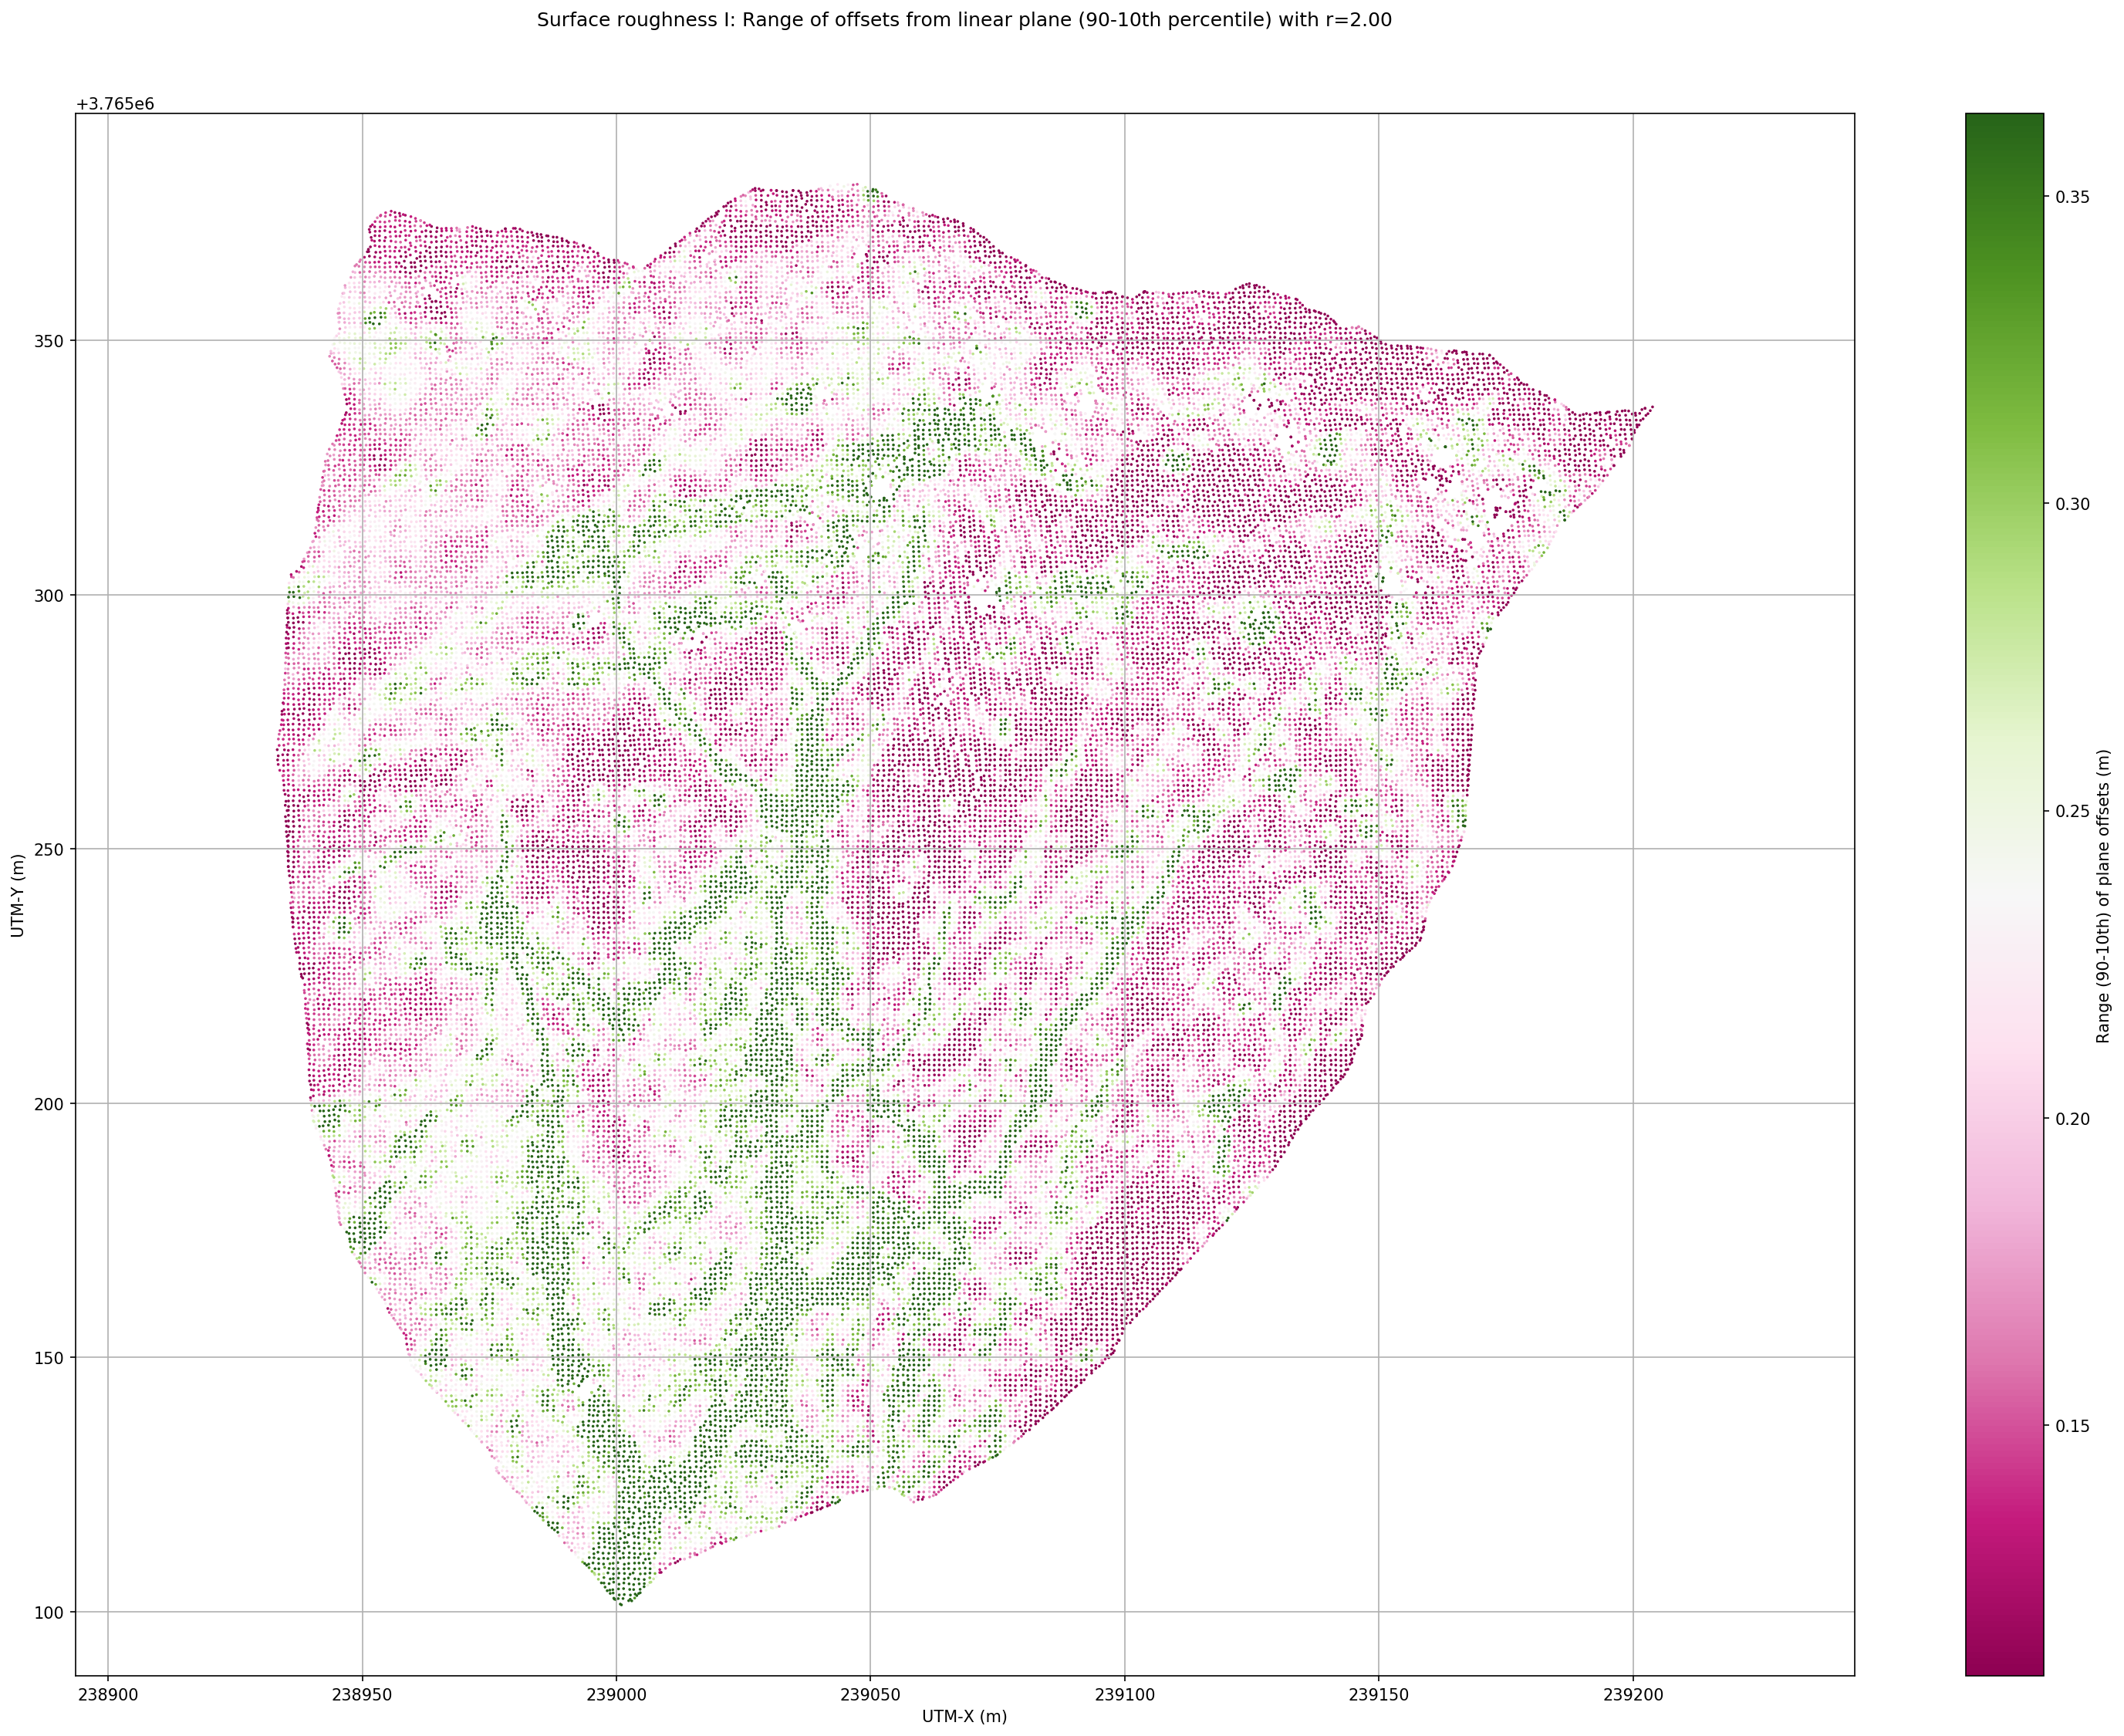 Surface roughness I: Range of offsets from linear plane (90-10th percentile) with r=2.00
+3.765e6
350
300
250
200
150
100
UTM-Y (m)
238900 238950 239000 239050 239100 239150 239200
UTM-X (m)
0.35
0.30
0.25
0.20
0.15
Range (90-10th) of plane offsets (m)